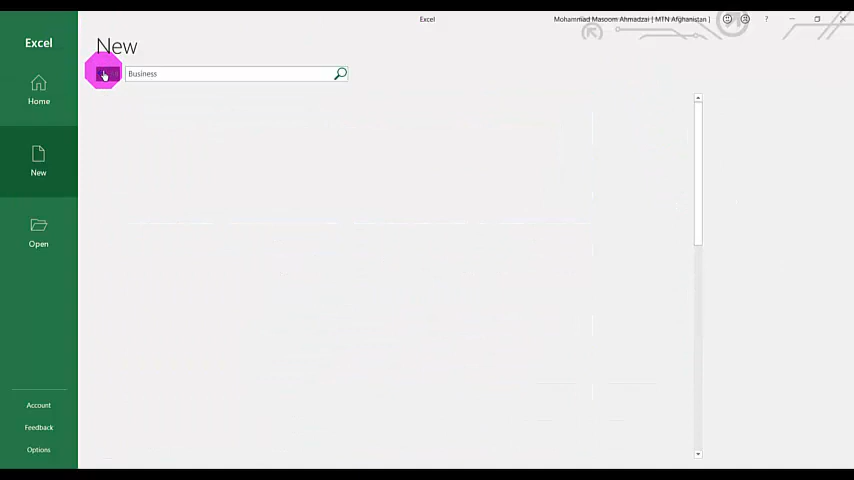 Excel
Mohammad Masoom Ahmadzai | MTN Afghanistan |
?
Excel
New
Business
Home
New
Open
Account
Feedback
Options